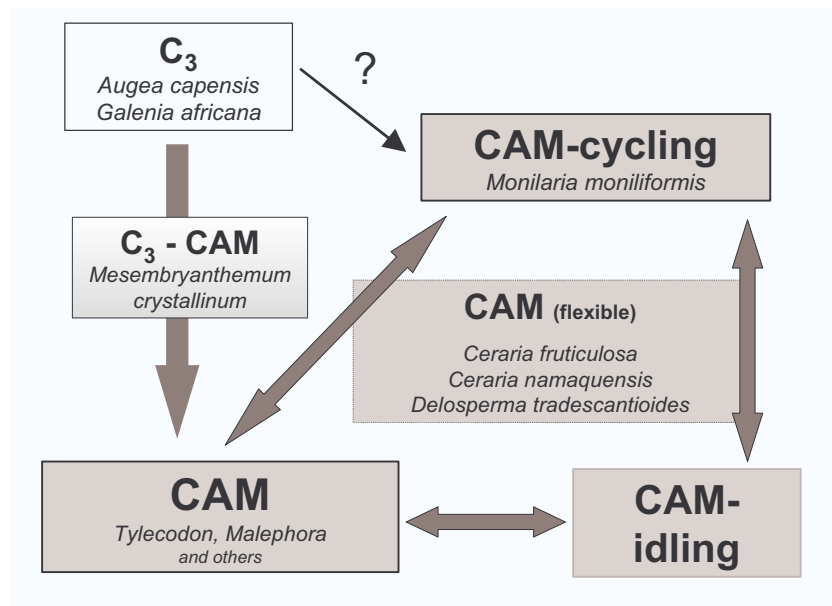 C₃
Augea capensis
Galenia africana
?
CAM-cycling
Monilaria moniliformis
C₃ - CAM
Mesembryanthemum
crystallinum
CAM (flexible)
Ceraria fruticulosa
Ceraria namaquensis
Delosperma tradescantioides
CAM
Tylecodon, Malephora
and others
CAM-
idling